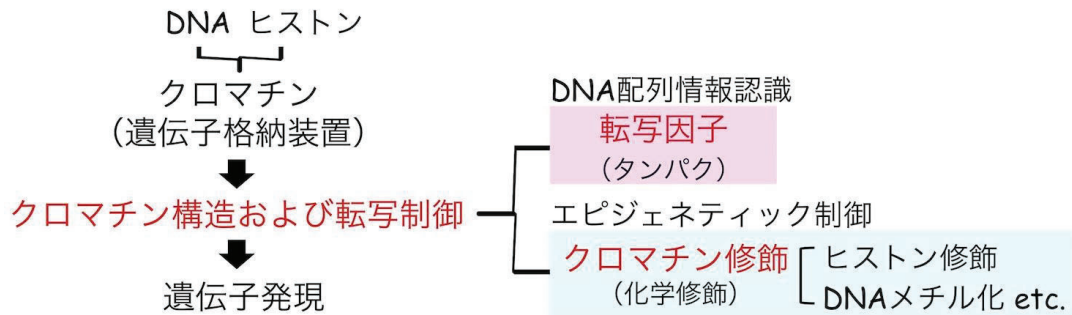 DNA ヒストン
クロマチン
（遺伝子格納装置）
クロマチン構造および転写制御
遺伝子発現
DNA配列情報認識
転写因子
（タンパク）
エピジェネティック制御
クロマチン修飾
（化学修飾）
ヒストン修飾
DNAメチル化 etc.